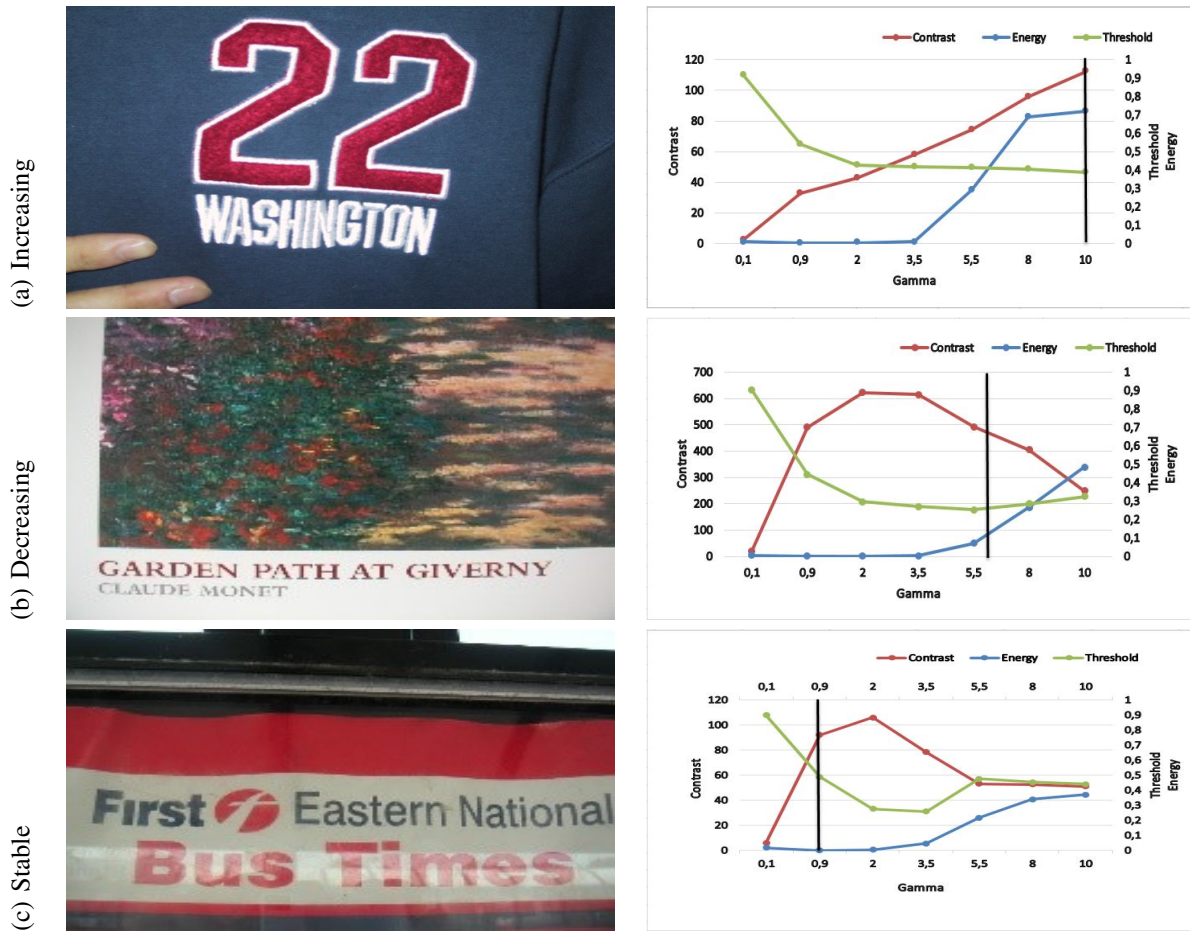 (a) Increasing
22
WASHINGTON
Contrast Energy Threshold
120 100 80 60 40 20 0
Contrast
1 0,9 0,8 0,7 0,6 0,5 0,4 0,3 0,2 0,1 0
Threshold
Energy
0,1 0,9 2 3,5 5,5 8 10
Gamma
(b) Decreasing
GARDEN PATH AT GIVERNY
CLAUDE MONET
Contrast Energy Threshold
700 600 500 400 300 200 100 0
Contrast
1 0,9 0,8 0,7 0,6 0,5 0,4 0,3 0,2 0,1 0
Threshold
Energy
0,1 0,9 2 3,5 5,5 8 10
Gamma
(c) Stable
First Eastern National
Bus Times
Contrast Energy Threshold
0,1 0,9 2 3,5 5,5 8 10
120 100 80 60 40 20 0
Contrast
1 0,9 0,8 0,7 0,6 0,5 0,4 0,3 0,2 0,1 0
Threshold
Energy
0,1 0,9 2 3,5 5,5 8 10
Gamma